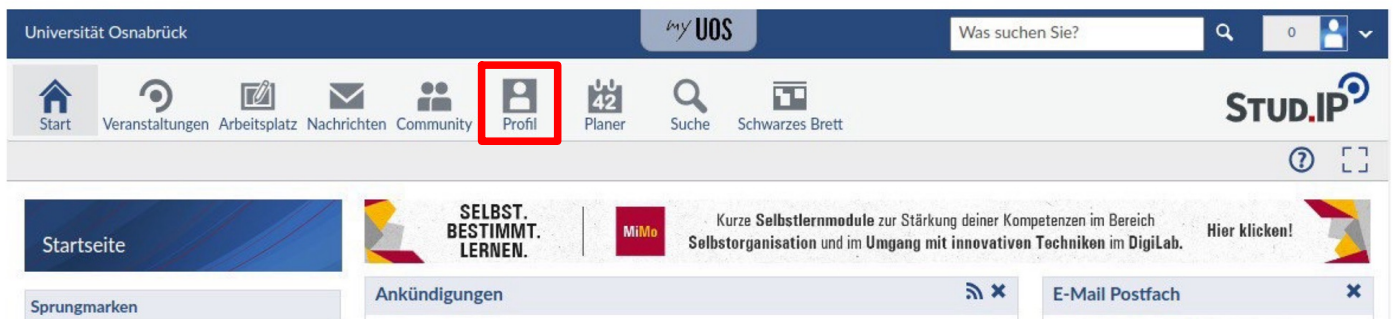 Universität Osnabrück
my UOS
Was suchen Sie?
0
Start
Veranstaltungen
Arbeitsplatz
Nachrichten
Community
Profil
42
Planer
Suche
Schwarzes Brett
STUD.IP
?
Startseite
SELBST.
BESTIMMT.
LERNEN.
MiMo
Kurze Selbstlernmodule zur Stärkung deiner Kompetenzen im Bereich
Selbstorganisation und im Umgang mit innovativen Techniken im DigiLab.
Hier klicken!
Sprungmarken
Ankündigungen
E-Mail Postfach